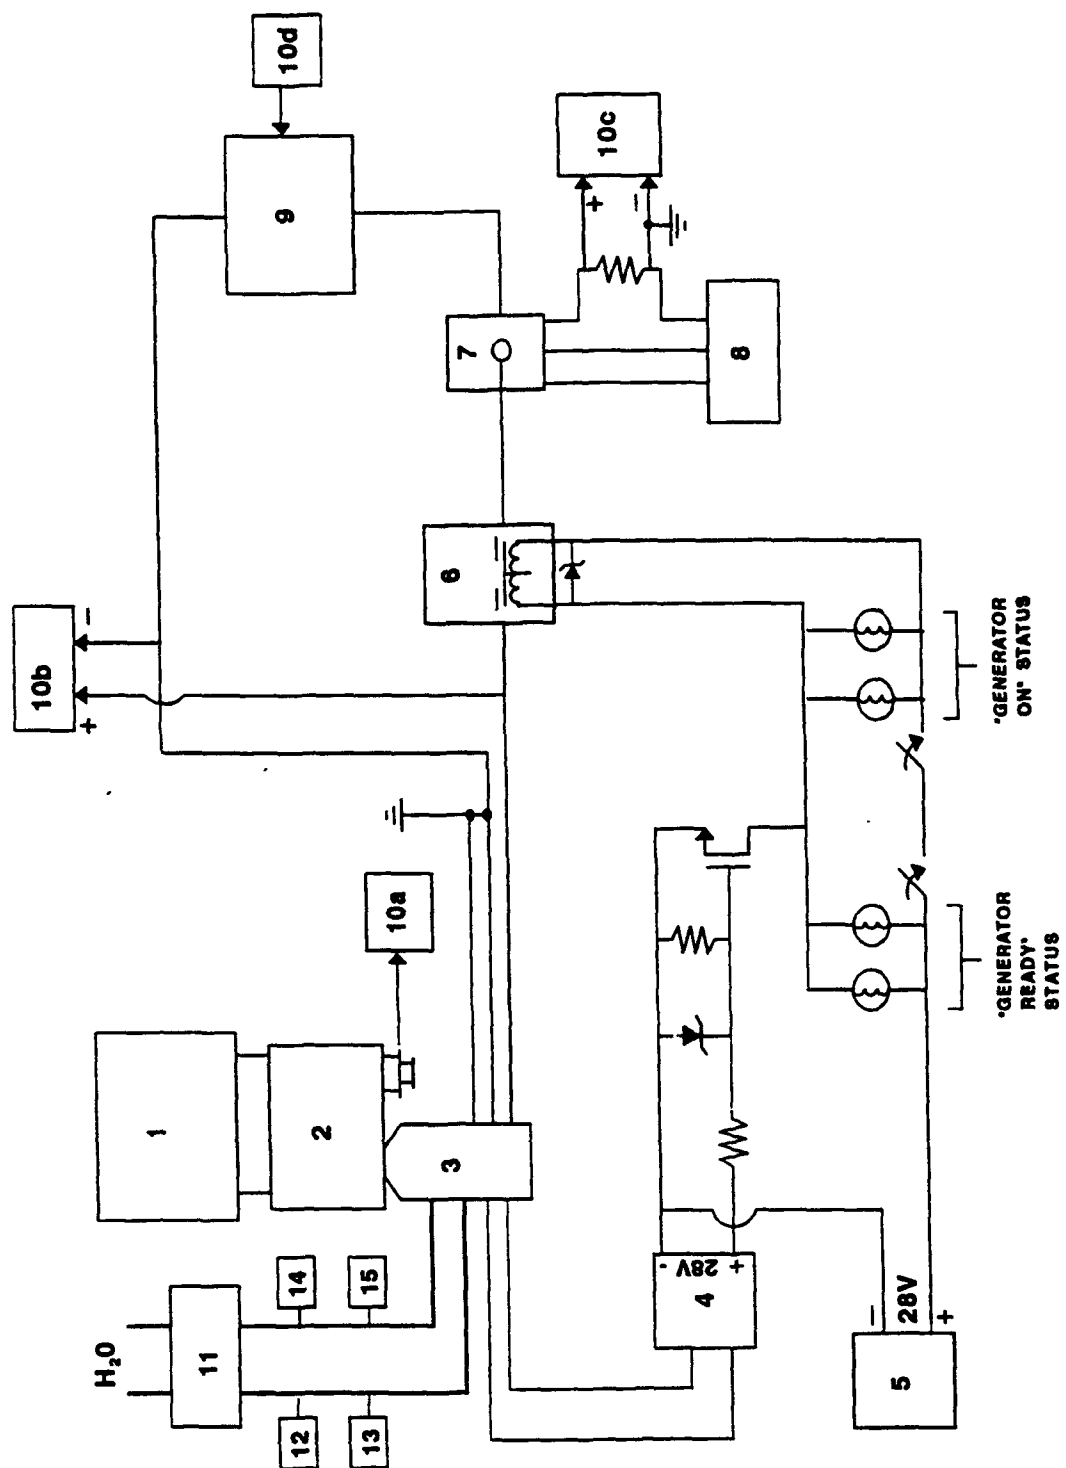 H₂O
11
12
13
14
15
1
2
3
10a
10b
+
−
4
- 28V +
5
−
28V
+
6
7
8
9
10c
+
−
10d
"GENERATOR
READY"
STATUS
"GENERATOR
ON" STATUS